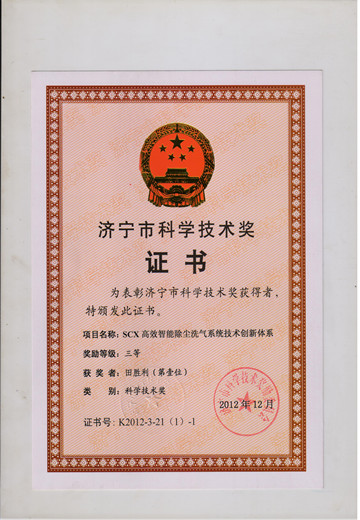 济宁市科学技术奖
证书
为表彰济宁市科学技术奖获得者，
特颁发此证书。
项目名称：SCX高效智能除尘洗气系统技术创新体系
奖励等级：三等
获奖者：田胜利（第壹位）
类别：科学技术奖
2012年12月
证书号：K2012-3-21（1）-1